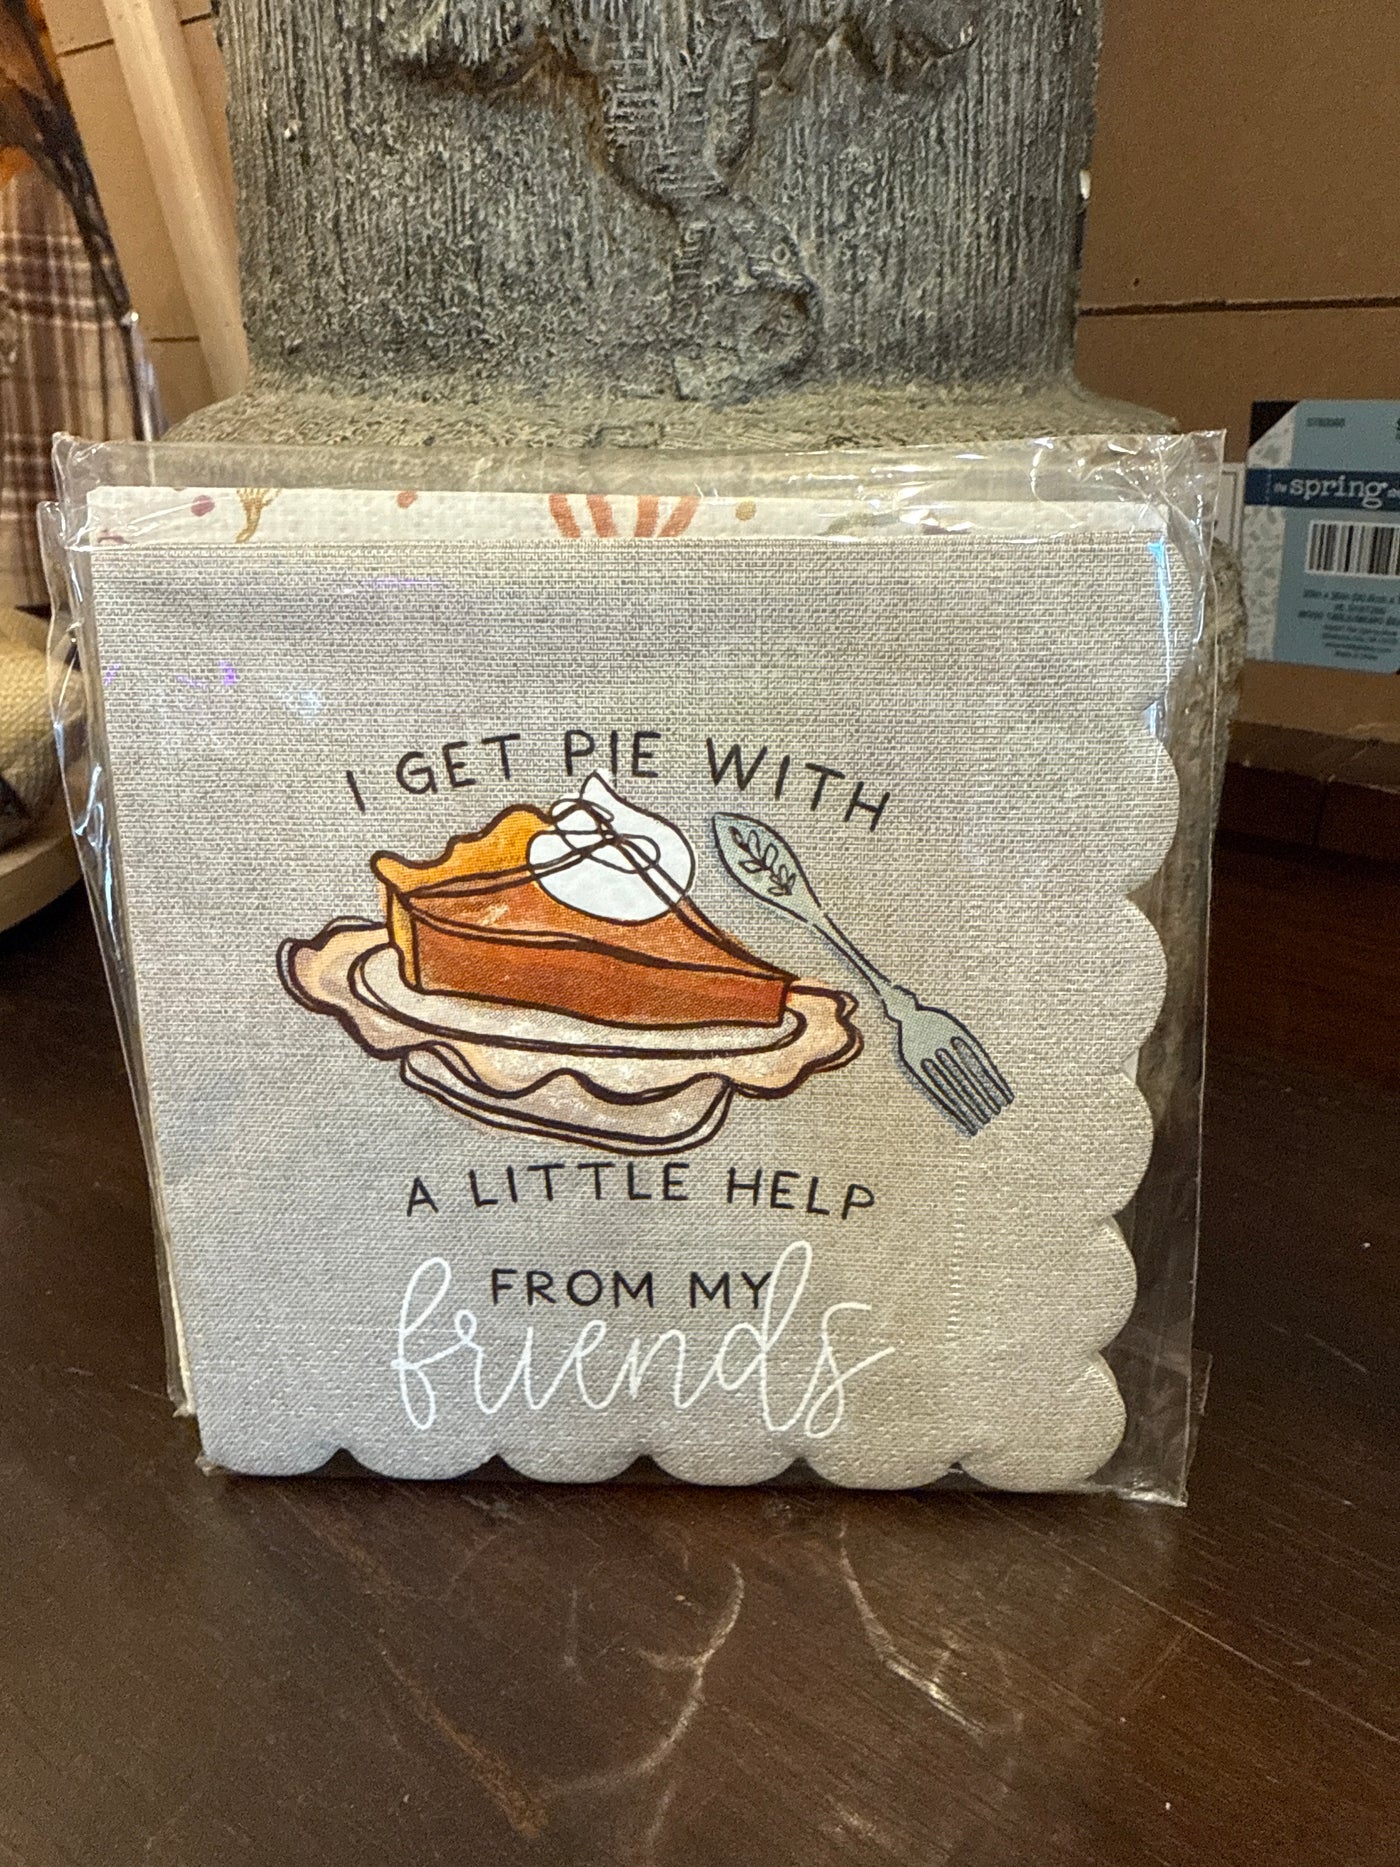 I GET PIE WITH
A LITTLE HELP
FROM MY
friends
spring